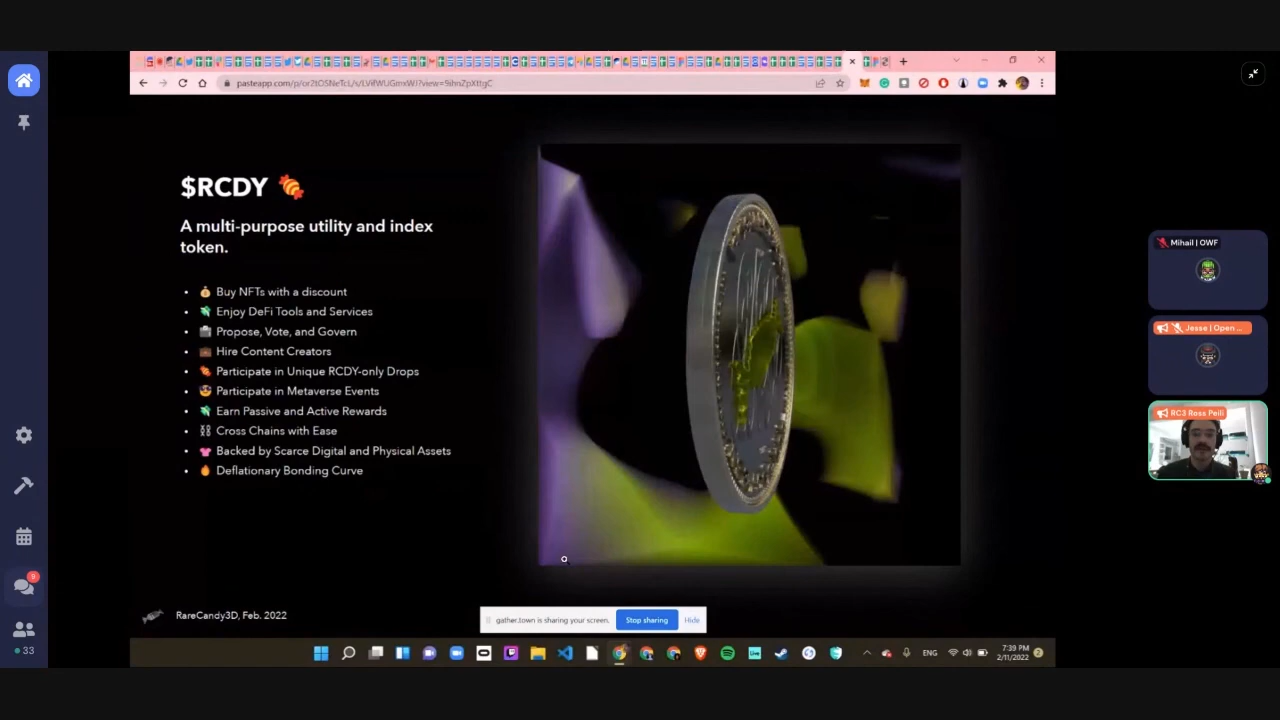 $RCDY
A multi-purpose utility and index
token.
Buy NFTs with a discount
Enjoy DeFi Tools and Services
Propose, Vote, and Govern
Hire Content Creators
Participate in Unique RCDY-only Drops
Participate in Metaverse Events
Earn Passive and Active Rewards
Cross Chains with Ease
Backed by Scarce Digital and Physical Assets
Deflationary Bonding Curve
RareCandy3D, Feb. 2022
gather.town is sharing your screen.
Stop sharing
Hide
Mihail | OWF
Jesse | Open ...
RC3 Ross Peili
9
33
ENG
7:39 PM
2/11/2022
2